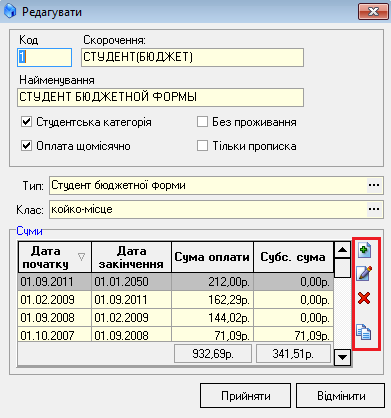 Редагувати
Код Скорочення:
1 СТУДЕНТ(БЮДЖЕТ)
Найменування
СТУДЕНТ БЮДЖЕТНОЙ ФОРМЫ
Студентська категорія Без проживання
Оплата щомісячно Тільки прописка
Тип: Студент бюджетної форми ...
Клас: койко-місце ...
Суми
Дата початку Дата закінчення Сума оплати Субс. сума
01.09.2011 01.01.2050 212,00р. 0,00р.
01.02.2009 01.09.2011 162,29р. 0,00р.
01.09.2008 01.02.2009 144,02р. 0,00р.
01.10.2007 01.09.2008 71,09р. 71,09р.
932,69р. 341,51р.
Прийняти Відмінити